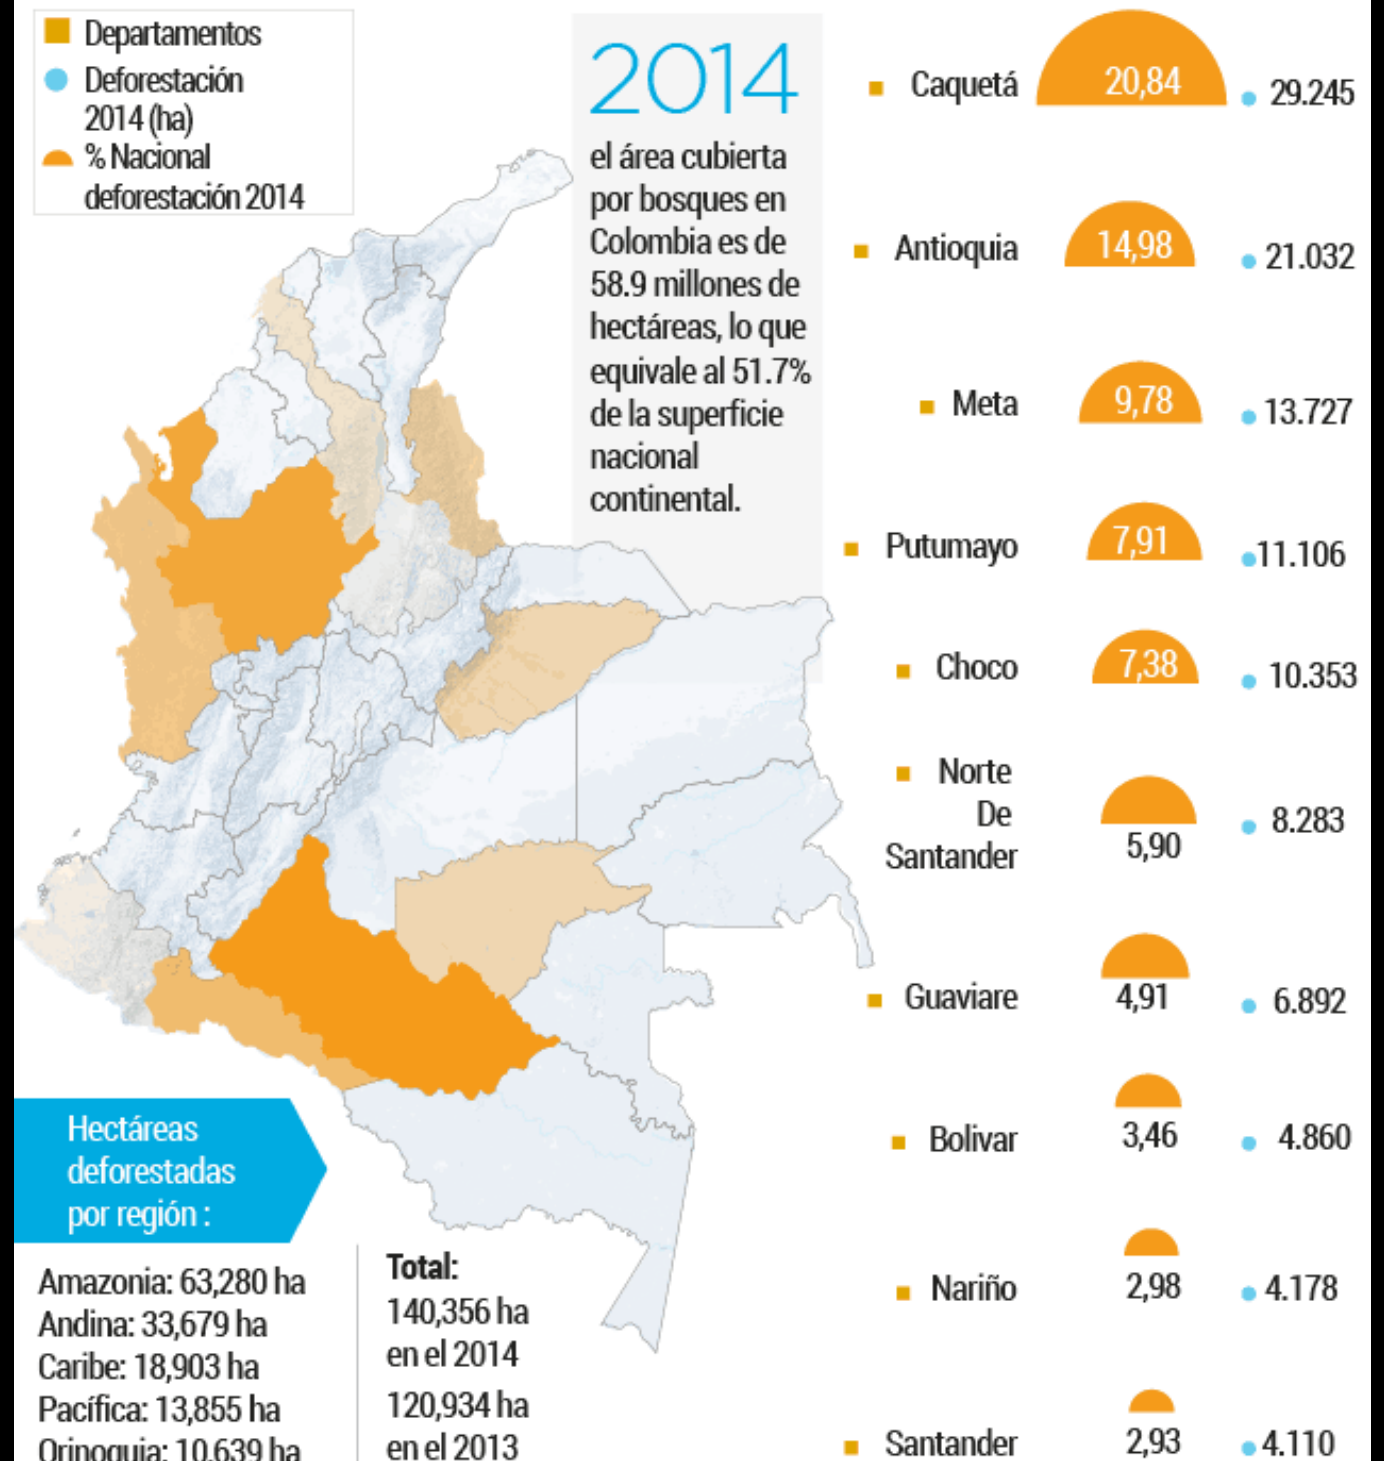 Departamentos
Deforestación
2014 (ha)
% Nacional
deforestación 2014
2014
el área cubierta
por bosques en
Colombia es de
58.9 millones de
hectáreas, lo que
equivale al 51.7%
de la superficie
nacional
continental.
Caquetá 20,84 29.245
Antioquia 14,98 21.032
Meta 9,78 13.727
Putumayo 7,91 11.106
Choco 7,38 10.353
Norte
De
Santander 5,90 8.283
Guaviare 4,91 6.892
Bolivar 3,46 4.860
Nariño 2,98 4.178
Santander 2,93 4.110
Hectáreas
deforestadas
por región :
Amazonia: 63,280 ha
Andina: 33,679 ha
Caribe: 18,903 ha
Pacífica: 13,855 ha
Orinoquia: 10,639 ha
Total:
140,356 ha
en el 2014
120,934 ha
en el 2013